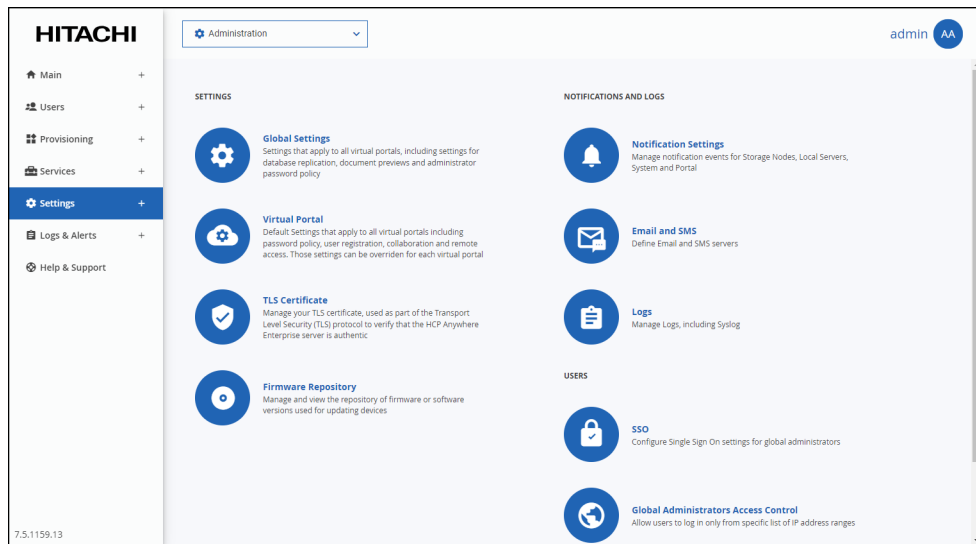 HITACHI
Administration
admin
AA
Main +
Users +
Provisioning +
Services +
Settings +
Logs & Alerts +
Help & Support
7.5.1159.13
SETTINGS
Global Settings
Settings that apply to all virtual portals, including settings for
database replication, document previews and administrator
password policy
Virtual Portal
Default Settings that apply to all virtual portals including
password policy, user registration, collaboration and remote
access. Those settings can be overriden for each virtual portal
TLS Certificate
Manage your TLS certificate, used as part of the Transport
Level Security (TLS) protocol to verify that the HCP Anywhere
Enterprise server is authentic
Firmware Repository
Manage and view the repository of firmware or software
versions used for updating devices
NOTIFICATIONS AND LOGS
Notification Settings
Manage notification events for Storage Nodes, Local Servers,
System and Portal
Email and SMS
Define Email and SMS servers
Logs
Manage Logs, including Syslog
USERS
SSO
Configure Single Sign On settings for global administrators
Global Administrators Access Control
Allow users to log in only from specific list of IP address ranges